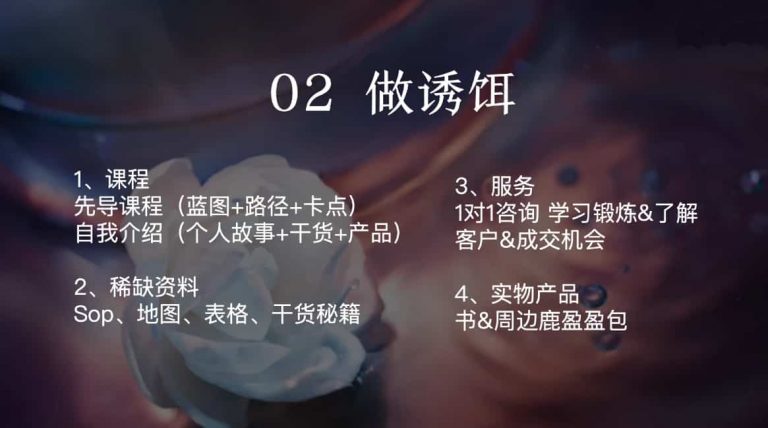 02 做诱饵
1、课程
先导课程（蓝图+路径+卡点）
自我介绍（个人故事+干货+产品）
2、稀缺资料
Sop、地图、表格、干货秘籍
3、服务
1对1咨询 学习锻炼&了解
客户&成交机会
4、实物产品
书&周边鹿盈盈包